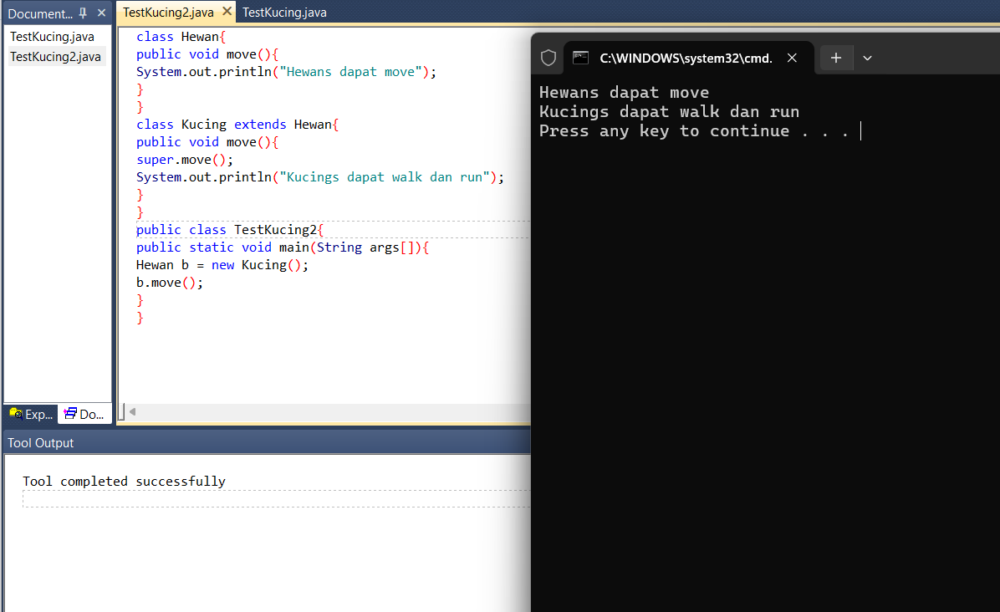 Document...
TestKucing.java
TestKucing2.java
Exp...
Do...
TestKucing2.java
TestKucing.java
class Hewan{
public void move(){
System.out.println("Hewans dapat move");
}
}
class Kucing extends Hewan{
public void move(){
super.move();
System.out.println("Kucings dapat walk dan run");
}
}
public class TestKucing2{
public static void main(String args[]){
Hewan b = new Kucing();
b.move();
}
}
C:\WINDOWS\system32\cmd.
Hewans dapat move
Kucings dapat walk dan run
Press any key to continue . . .
Tool Output
Tool completed successfully